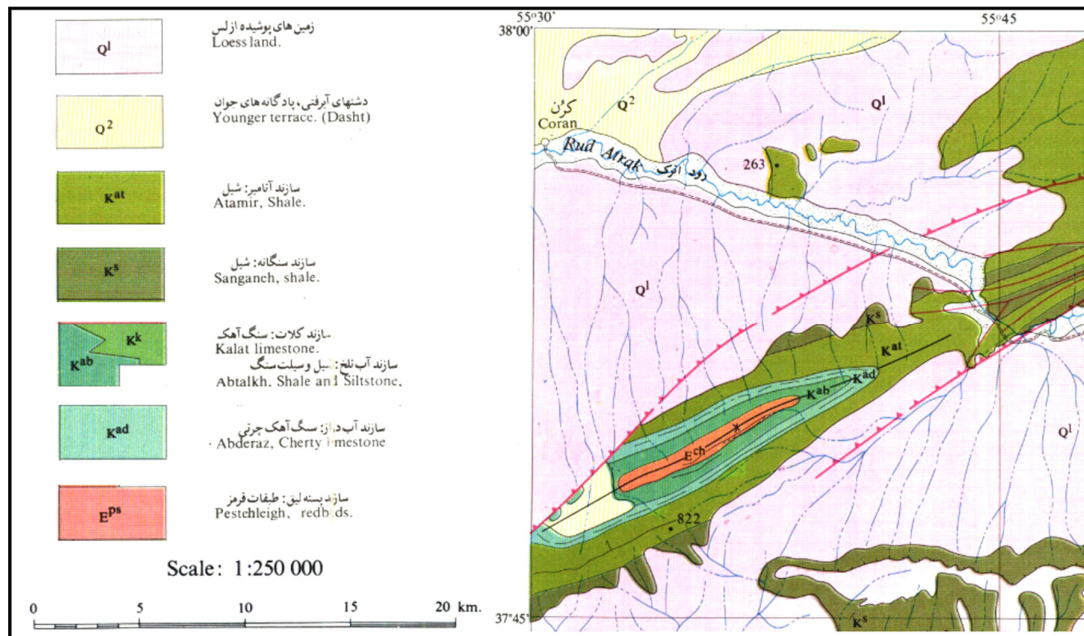 Q¹
زمین های پوشیده از لس
Loess land.
Q²
دشتهای آبرفتی، پادگانه های جوان
Younger terrace. (Dasht)
Kᵃᵗ
سازند آتامیر: شیل
Atamir, Shale.
Kˢ
سازند سنگانه: شیل
Sanganeh, shale.
Kᵏ
سازند کلات: سنگ آهک
Kalat limestone.
Kᵃᵇ
سازند آب تلخ: شیل و سیلت سنگ
Abtalkh. Shale and Siltstone,
Kᵃᵈ
سازند آب دراز: سنگ آهک چرتی
Abderaz, Cherty limestone
Eᵖˢ
سازند پسته لیق: طبقات قرمز
Pestehleigh, redbids.
Scale: 1:250 000
0 5 10 15 20 km.
55°30' 55°45'
38°00'
Q² Q¹
کرن
Coran
Rud Atrak رود اترک
263
Q¹
Kˢ
Kᵃᵗ
Kᵃᵈ
Kᵃᵇ
Q¹
Eᶜʰ
822
37°45'
Kˢ